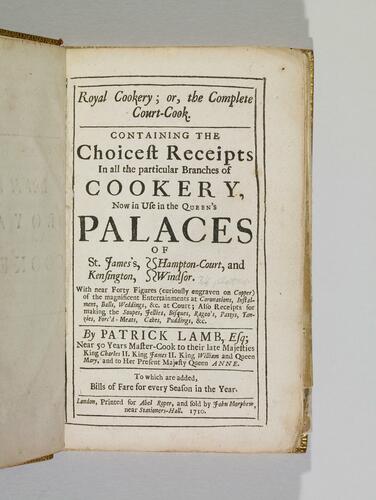 Royal Cookery; or, the Complete
Court-Cook.
CONTAINING THE
Choiceſt Receipts
In all the particular Branches of
COOKERY,
Now in Uſe in the QUEEN's
PALACES
OF
St. James's, Hampton-Court, and
Kenſington, Windſor.
With near Forty Figures (curiouſly engraven on Copper)
of the magnificent Entertainments at Coronations, Inſtal-
ment, Balls, Weddings, &c. at Court; Alſo Receipts for
making the Soupes, Jellies, Biſques, Ragoo's, Pattys, Tan-
zies, Forc'd-Meats, Cakes, Puddings, &c.
By PATRICK LAMB, Eſq;
Near 50 Years Maſter-Cook to their late Majeſties
King Charles II. King James II. King William and Queen
Mary, and to Her Preſent Majeſty Queen ANNE.
To which are added,
Bills of Fare for every Seaſon in the Year.
London, Printed for Abel Roper, and ſold by John Morphew,
near Stationers-Hall. 1710.